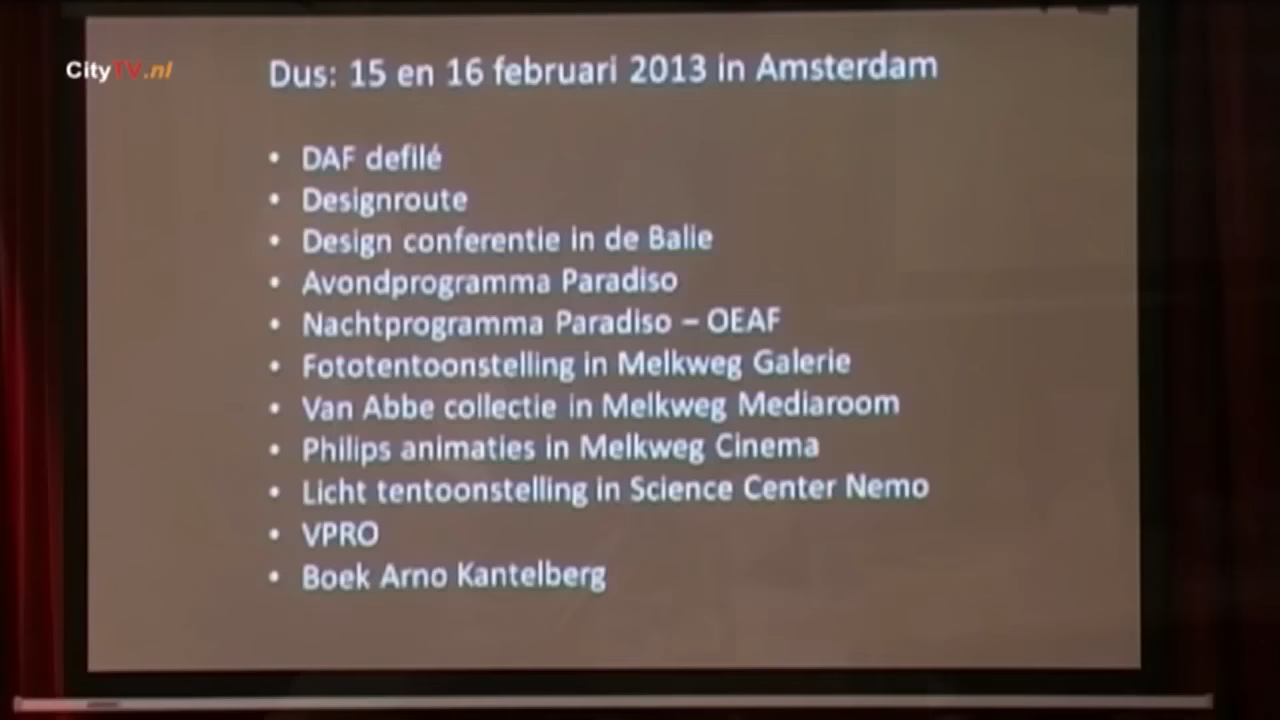 CityTV.nl
Dus: 15 en 16 februari 2013 in Amsterdam
• DAF defilé
• Designroute
• Design conferentie in de Balie
• Avondprogramma Paradiso
• Nachtprogramma Paradiso – OEAF
• Fototentoonstelling in Melkweg Galerie
• Van Abbe collectie in Melkweg Mediaroom
• Philips animaties in Melkweg Cinema
• Licht tentoonstelling in Science Center Nemo
• VPRO
• Boek Arno Kantelberg